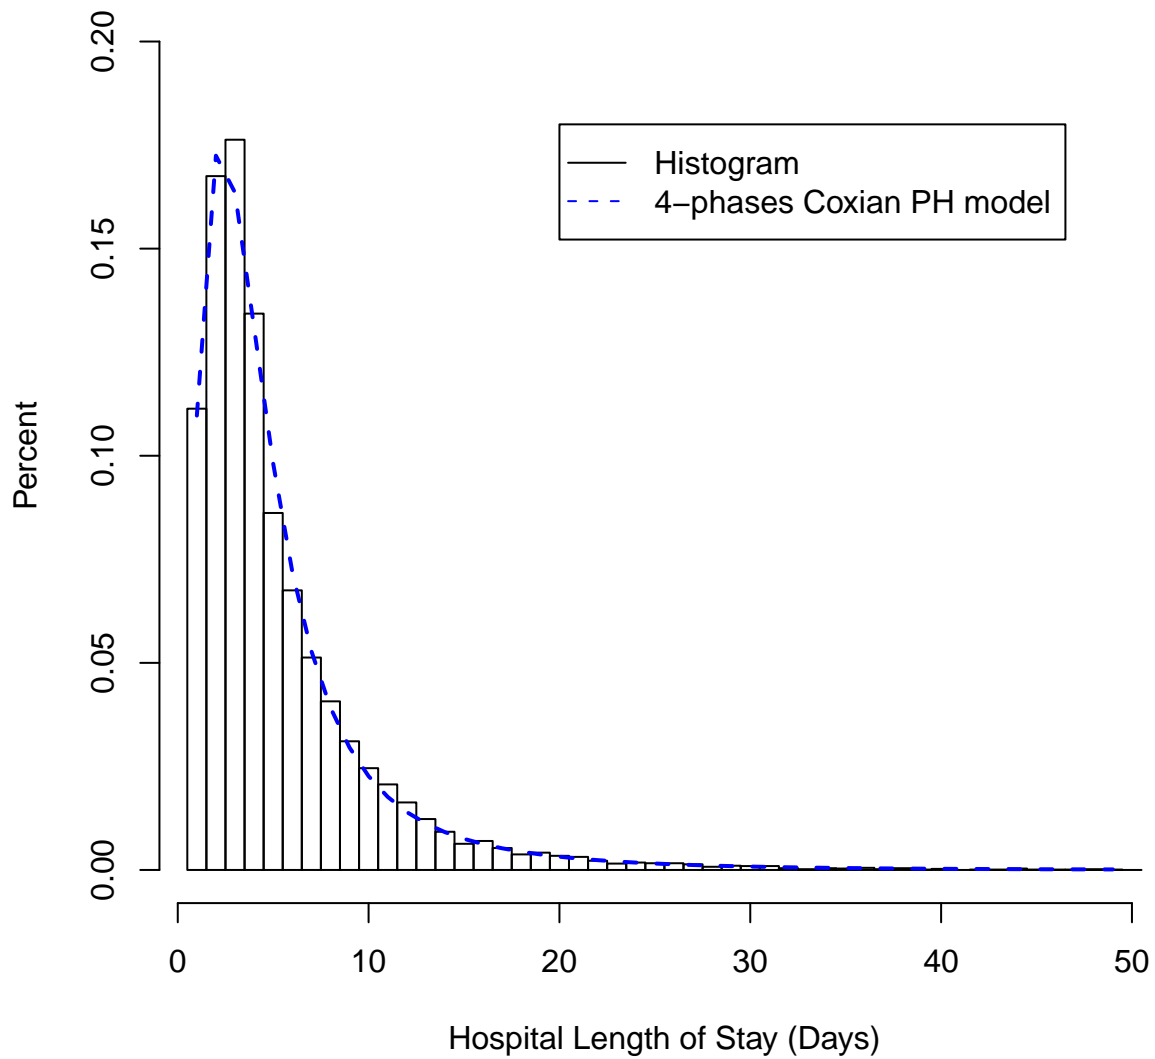 0.20
0.15
0.10
0.05
0.00
Percent
Histogram
4−phases Coxian PH model
0 10 20 30 40 50
Hospital Length of Stay (Days)